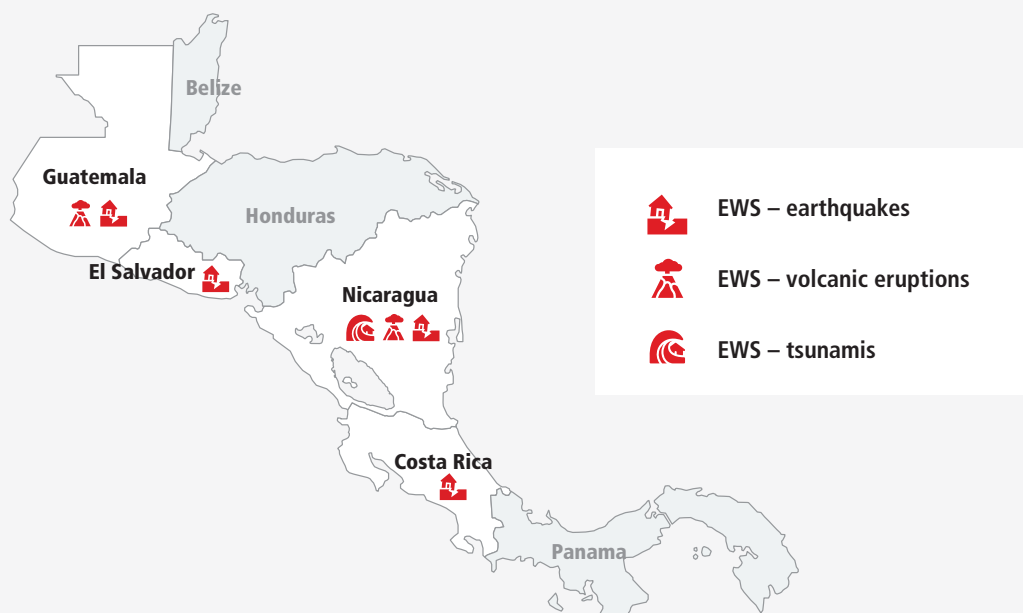 Belize
Guatemala
Honduras
El Salvador
Nicaragua
Costa Rica
Panama
EWS – earthquakes
EWS – volcanic eruptions
EWS – tsunamis